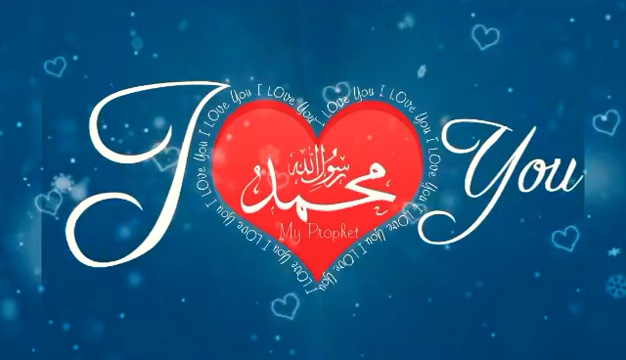 I You
I Love You I Love You I Love You I Love You I Love You I Love You I Love You I Love You
رسول الله
محمد
My Prophet